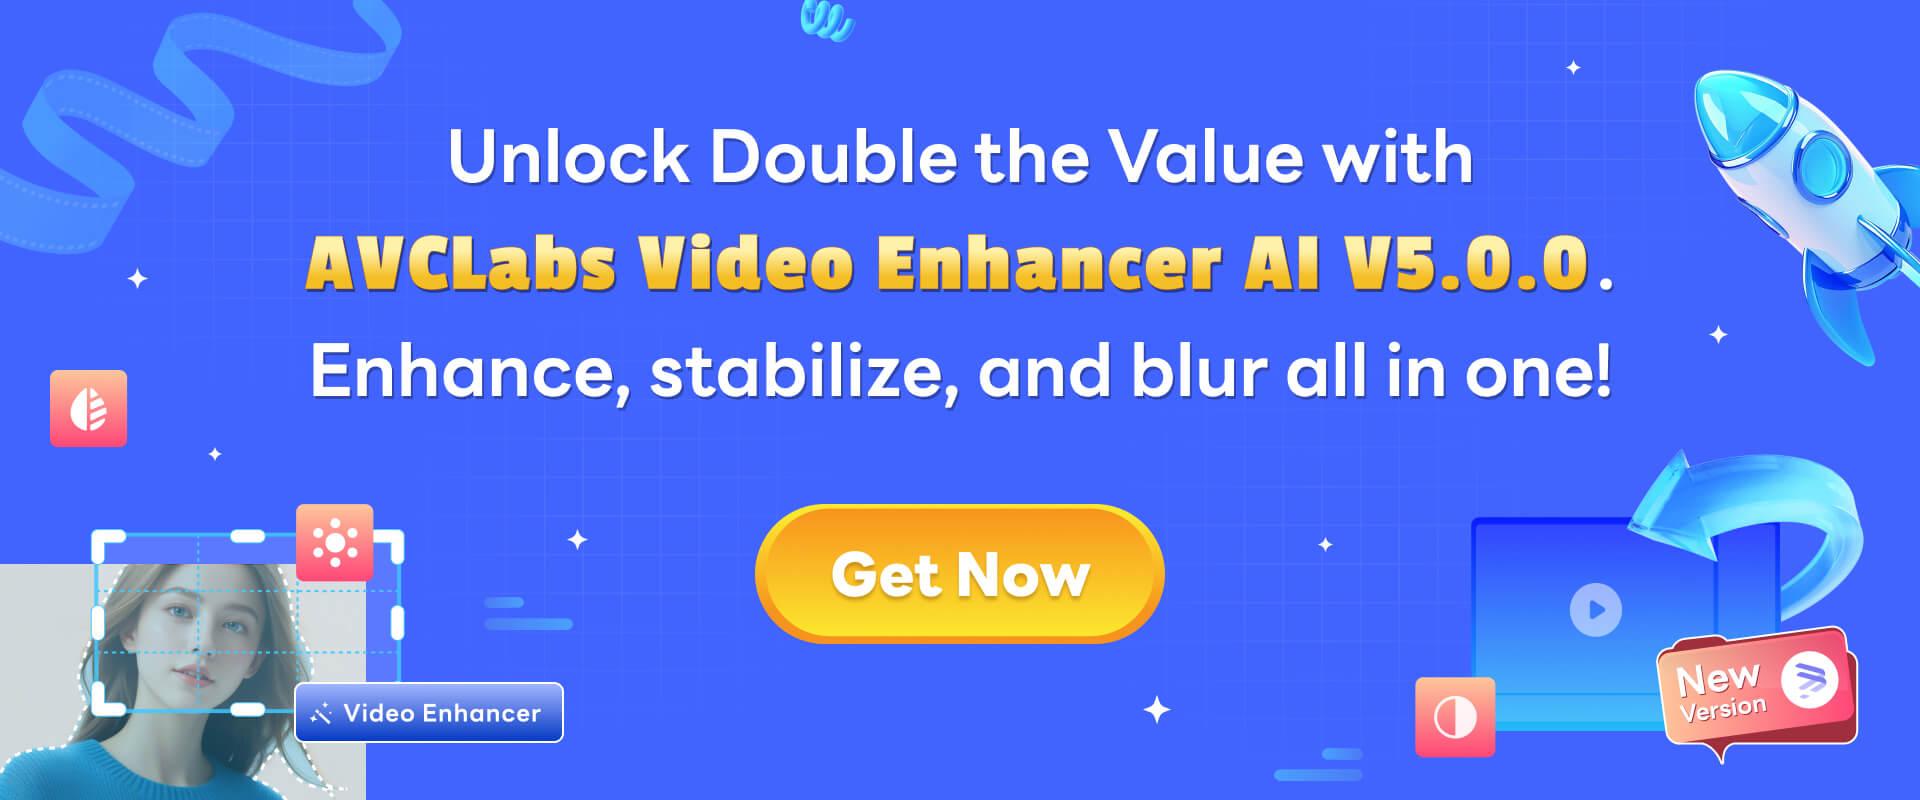 Unlock Double the Value with
AVCLabs Video Enhancer AI V5.0.0.
Enhance, stabilize, and blur all in one!
Get Now
Video Enhancer
New
Version